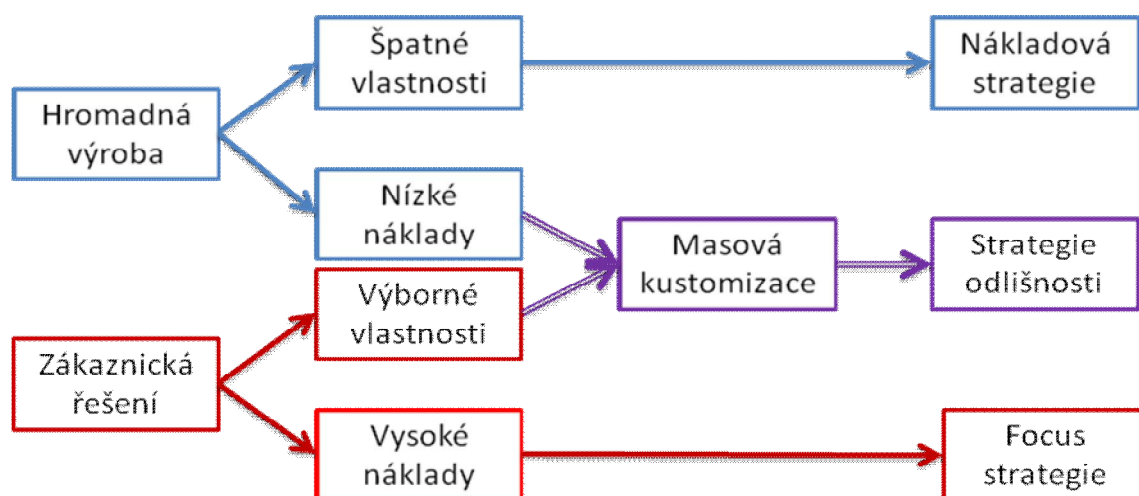 Špatné
vlastnosti
Nákladová
strategie
Hromadná
výroba
Nízké
náklady
Masová
kustomizace
Strategie
odlišnosti
Výborné
vlastnosti
Zákaznická
řešení
Vysoké
náklady
Focus
strategie